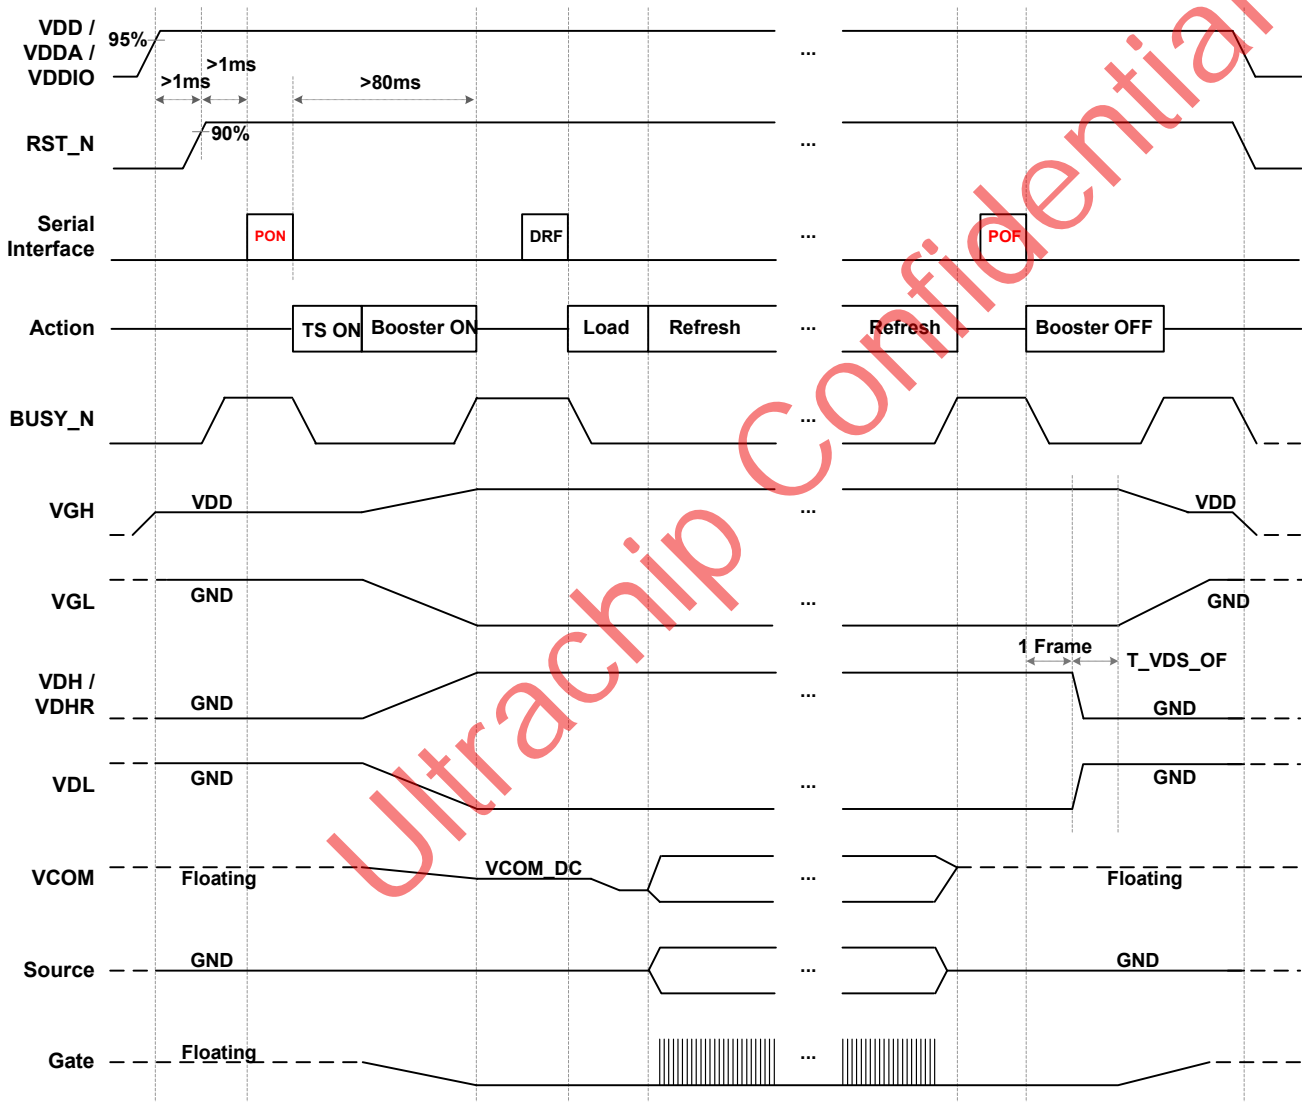 VDD /
VDDA /
VDDIO
95%
>1ms
>1ms
>80ms
...
RST_N
90%
...
Serial
Interface
PON
DRF
...
POF
Action
TS ON
Booster ON
Load
Refresh
...
Refresh
Booster OFF
BUSY_N
...
VGH
VDD
...
VDD
VGL
GND
...
GND
1 Frame
T_VDS_OF
VDH /
VDHR
GND
...
GND
VDL
GND
...
GND
VCOM
Floating
VCOM_DC
...
Floating
Source
GND
...
GND
Gate
Floating
...
Ultrachip Confidential